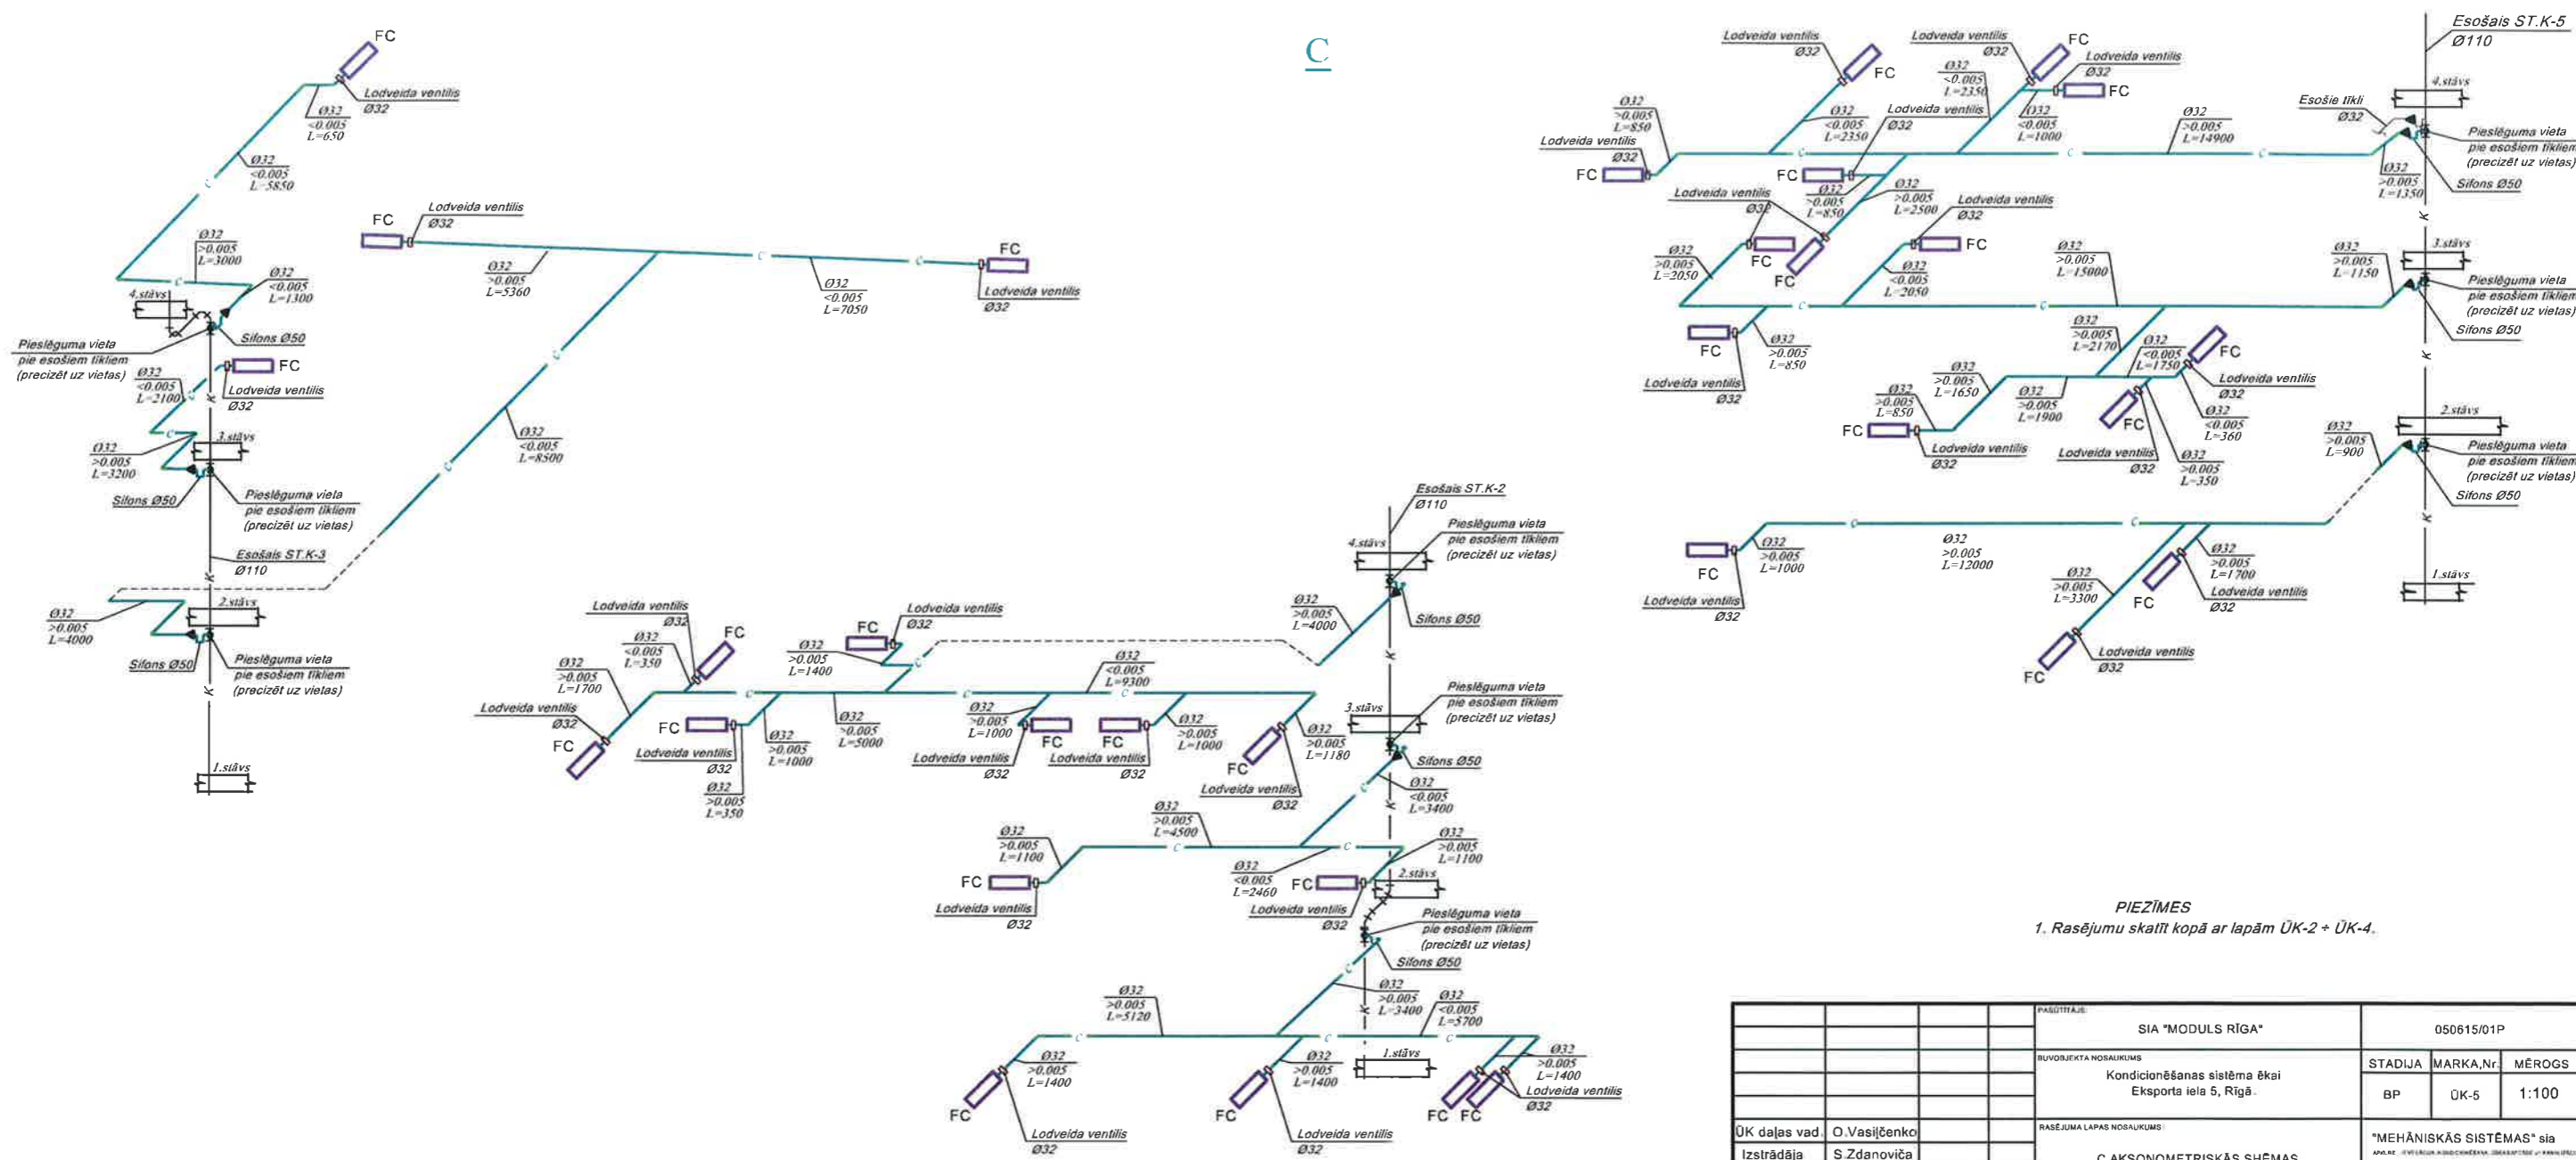 C
FC
Lodveida ventilis
Ø32
Ø32
<0.005
L=650
Ø32
<0.005
L=5850
c
Ø32
>0.005
L=3000
c
Ø32
<0.005
L=1300
4.stāvs
Sifons Ø50
Pieslēguma vieta
pie esošiem tīkliem
(precizēt uz vietas)
FC
Lodveida ventilis
Ø32
Ø32
<0.005
L=2100
c
K
3.stāvs
Ø32
>0.005
L=3200
c
Sifons Ø50
Pieslēguma vieta
pie esošiem tīkliem
(precizēt uz vietas)
Esošais ST.K-3
Ø110
K
2.stāvs
Ø32
>0.005
L=4000
Sifons Ø50
Pieslēguma vieta
pie esošiem tīkliem
(precizēt uz vietas)
K
1.stāvs
FC
Lodveida ventilis
Ø32
Ø32
>0.005
L=5360
c
Ø32
<0.005
L=7050
c
FC
Lodveida ventilis
Ø32
c
Ø32
<0.005
L=8500
c
Esošais ST.K-2
Ø110
Pieslēguma vieta
pie esošiem tīkliem
(precizēt uz vietas)
4.stāvs
Sifons Ø50
Ø32
>0.005
L=4000
K
Lodveida ventilis
Ø32
FC
Ø32
<0.005
L=350
Ø32
>0.005
L=1700
Lodveida ventilis
Ø32
FC
FC
Lodveida ventilis
Ø32
Ø32
>0.005
L=1400
c
Ø32
<0.005
L=9300
c
c
c
FC
Lodveida ventilis
Ø32
Ø32
>0.005
L=350
Ø32
>0.005
L=1000
Ø32
>0.005
L=5000
Ø32
>0.005
L=1000
FC
Lodveida ventilis
Ø32
FC
Ø32
>0.005
L=1000
Lodveida ventilis
Ø32
FC
Ø32
>0.005
L=1180
Lodveida ventilis
Ø32
Pieslēguma vieta
pie esošiem tīkliem
(precizēt uz vietas)
3.stāvs
Sifons Ø50
Ø32
<0.005
L=3400
c
K
Ø32
>0.005
L=4500
Ø32
>0.005
L=1100
c
c
Ø32
>0.005
L=1100
Ø32
<0.005
L=2460
FC
Lodveida ventilis
Ø32
FC
Lodveida ventilis
Ø32
2.stāvs
Pieslēguma vieta
pie esošiem tīkliem
(precizēt uz vietas)
Sifons Ø50
c
Ø32
>0.005
L=3400
K
Ø32
>0.005
L=5120
Ø32
<0.005
L=5700
c
c
c
1.stāvs
Ø32
>0.005
L=1400
FC
Lodveida ventilis
Ø32
Ø32
>0.005
L=1400
FC
Lodveida ventilis
Ø32
Ø32
>0.005
L=1400
FC
FC
Lodveida ventilis
Ø32
Esošais ST.K-5
Ø110
4.stāvs
Esošie tīkli
Ø32
Pieslēguma vieta
pie esošiem tīkliem
(precizēt uz vietas)
Sifons Ø50
Ø32
>0.005
L=1350
Lodveida ventilis
Ø32
FC
Lodveida ventilis
Ø32
FC
Lodveida ventilis
Ø32
FC
Ø32
<0.005
L=2350
Ø32
<0.005
L=2350
Ø32
<0.005
L=1000
Ø32
>0.005
L=14900
Ø32
>0.005
L=850
Lodveida ventilis
Ø32
FC
c
c
c
Lodveida ventilis
Ø32
FC
Ø32
>0.005
L=850
Ø32
>0.005
L=2500
Lodveida ventilis
Ø32
FC
FC
Lodveida ventilis
Ø32
FC
Ø32
>0.005
L=2050
Ø32
<0.005
L=2050
Ø32
>0.005
L=15000
c
c
Ø32
>0.005
L=1150
K
3.stāvs
Pieslēguma vieta
pie esošiem tīkliem
(precizēt uz vietas)
Sifons Ø50
K
FC
Lodveida ventilis
Ø32
Ø32
>0.005
L=850
Ø32
>0.005
L=2170
Ø32
<0.005
L=1750
FC
Lodveida ventilis
Ø32
Ø32
<0.005
L=360
Ø32
>0.005
L=1650
Ø32
>0.005
L=850
Ø32
>0.005
L=1900
FC
Lodveida ventilis
Ø32
FC
Lodveida ventilis
Ø32
Ø32
>0.005
L=350
2.stāvs
Ø32
>0.005
L=900
Pieslēguma vieta
pie esošiem tīkliem
(precizēt uz vietas)
Sifons Ø50
K
c
c
Ø32
>0.005
L=1000
FC
Lodveida ventilis
Ø32
Ø32
>0.005
L=12000
Ø32
>0.005
L=3300
Ø32
>0.005
L=1700
FC
Lodveida ventilis
Ø32
FC
Lodveida ventilis
Ø32
1.stāvs
PIEZĪMES
1. Rasējumu skatīt kopā ar lapām ŪK-2 ÷ ŪK-4.
PASŪTĪTĀJS:
SIA "MODULS RĪGA"
050615/01P
BŪVOBJEKTA NOSAUKUMS
Kondicionēšanas sistēma ēkai
Eksporta iela 5, Rīgā.
STADIJA MARKA,Nr. MĒROGS
BP ŪK-5 1:100
ŪK daļas vad. O.Vasiļčenko
Izstrādāja S.Zdanoviča
RASĒJUMA LAPAS NOSAUKUMS:
C AKSONOMETRISKĀS SHĒMAS
"MEHĀNISKĀS SISTĒMAS" sia